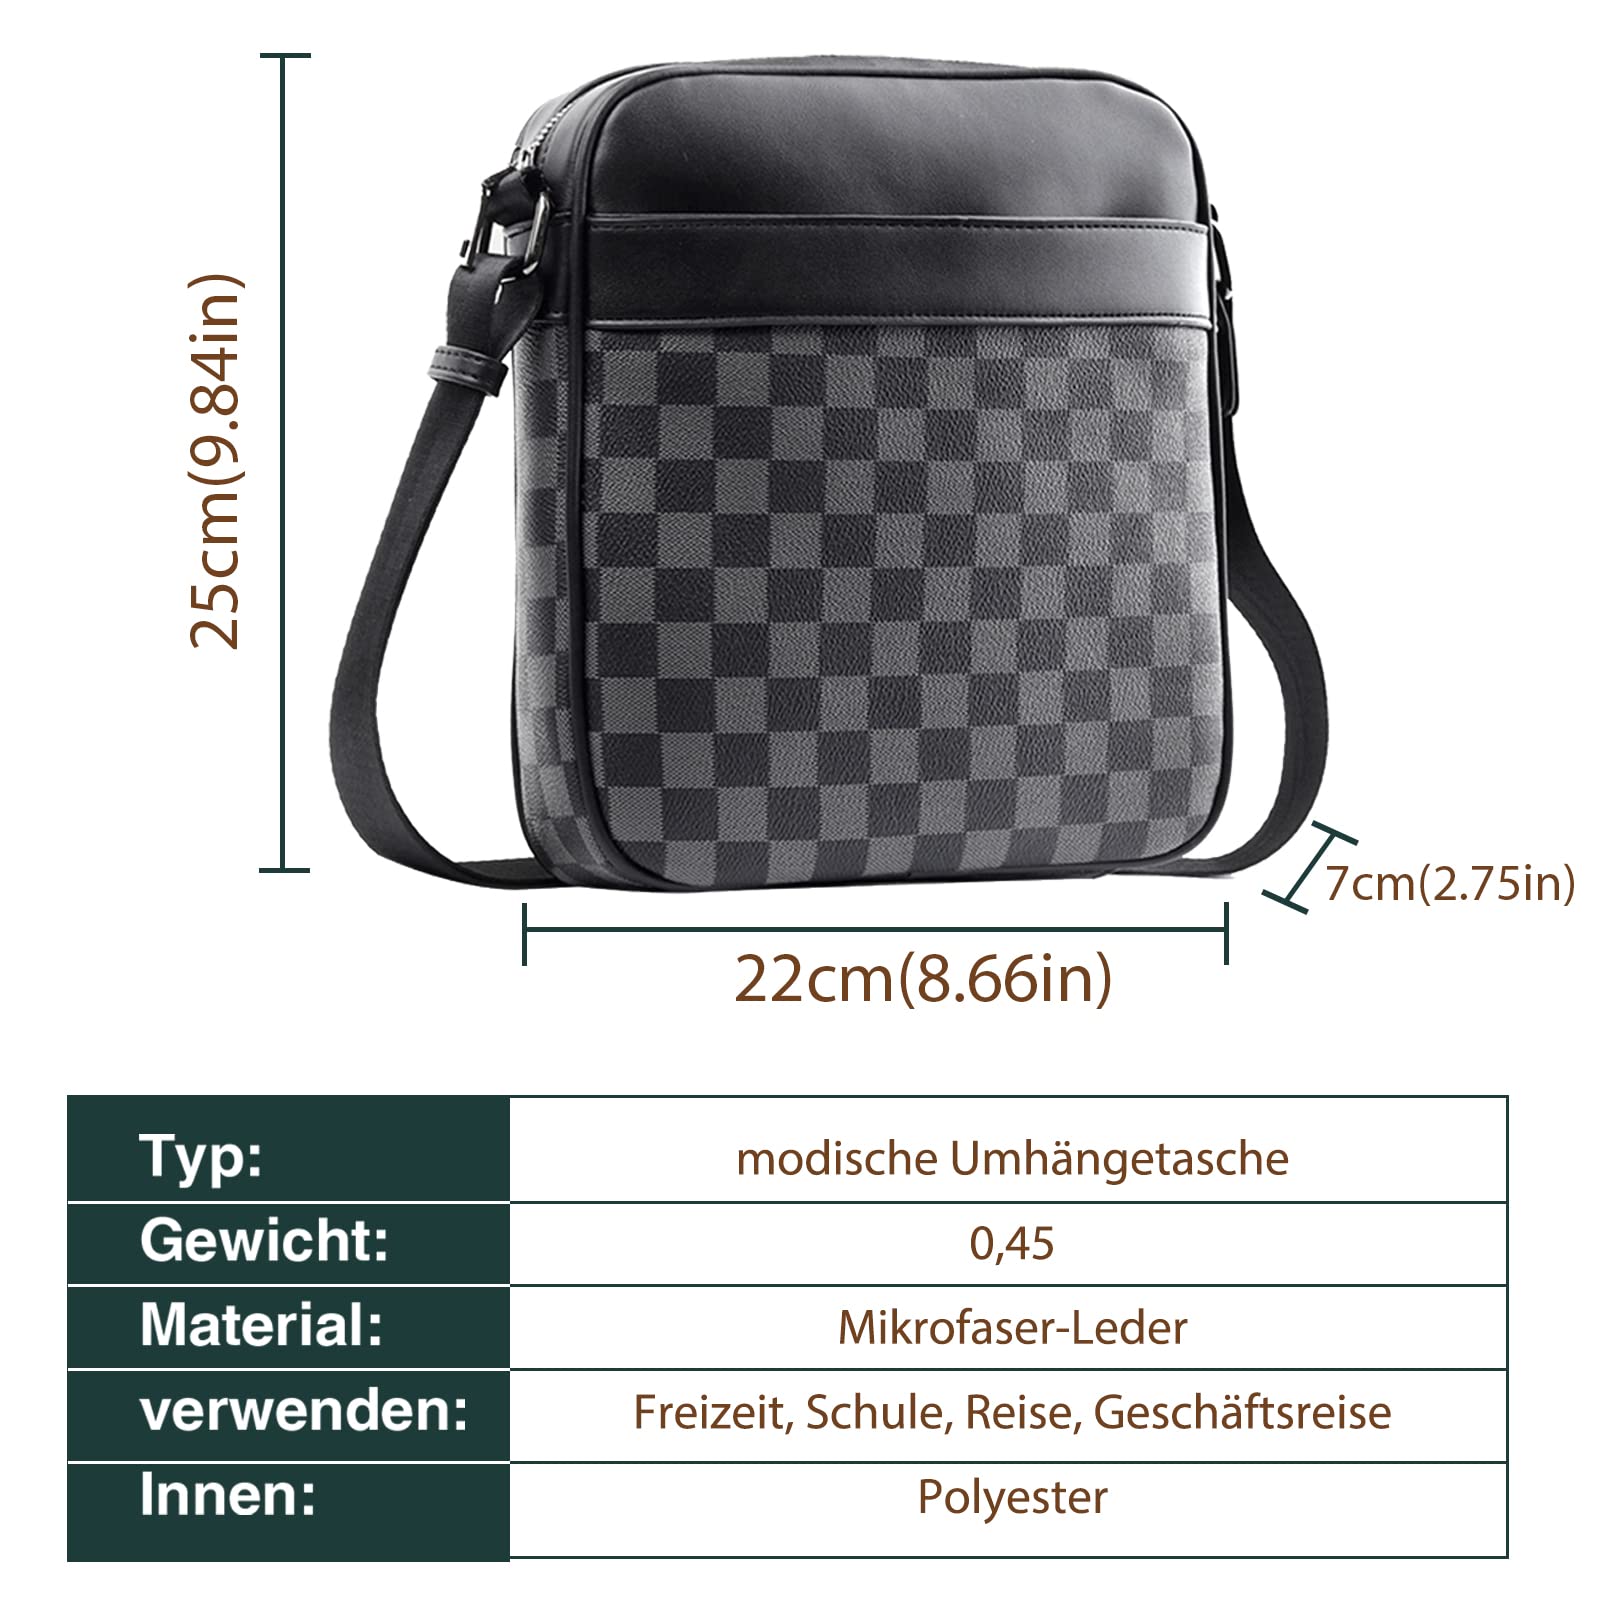 25cm(9.84in)
7cm(2.75in)
22cm(8.66in)
Typ: modische Umhängetasche
Gewicht: 0,45
Material: Mikrofaser-Leder
verwenden: Freizeit, Schule, Reise, Geschäftsreise
Innen: Polyester